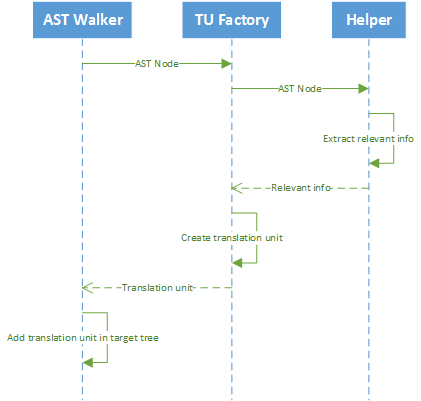 AST Walker
TU Factory
Helper
AST Node
AST Node
Extract relevant info
Relevant info
Create translation unit
Translation unit
Add translation unit in target tree